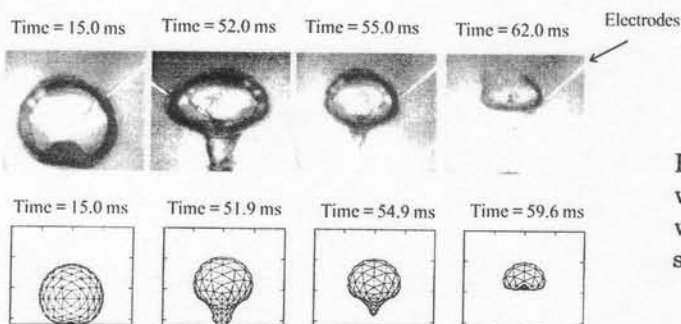 Electrodes
Time = 15.0 ms Time = 52.0 ms Time = 55.0 ms Time = 62.0 ms
Time = 15.0 ms Time = 51.9 ms Time = 54.9 ms Time = 59.6 ms